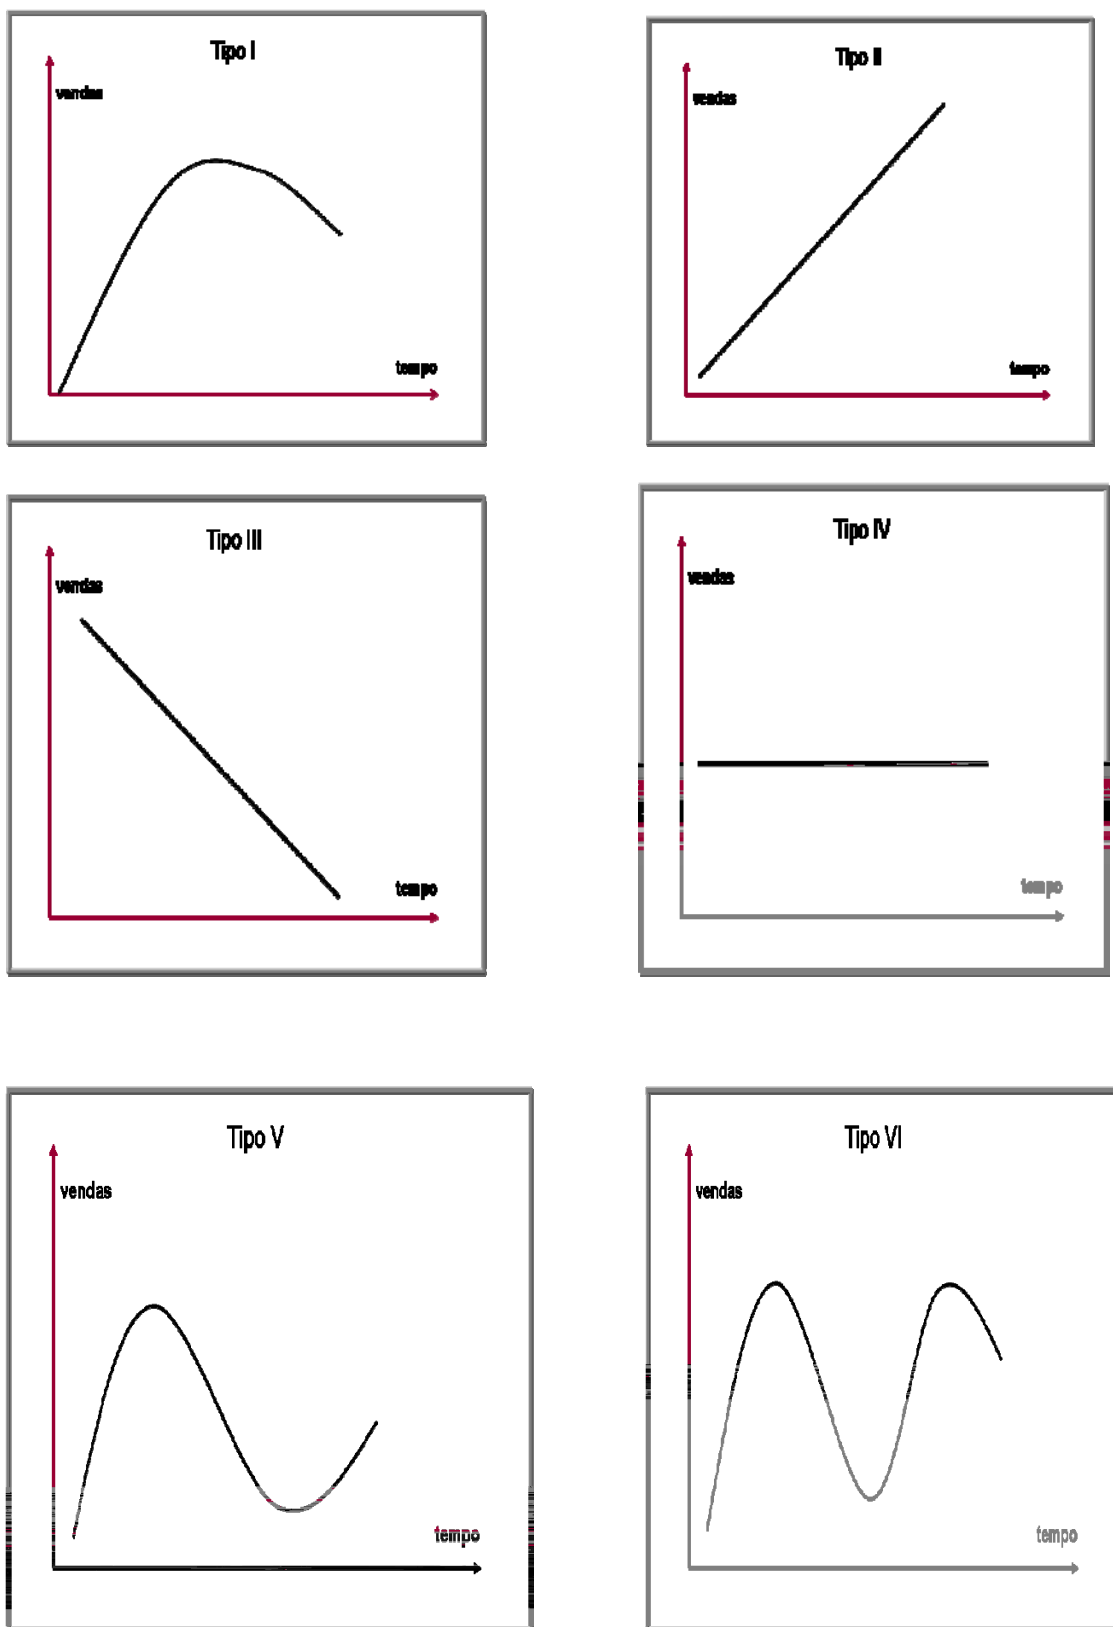 Tipo I
vendas
tempo
Tipo II
vendas
tempo
Tipo III
vendas
tempo
Tipo IV
vendas
tempo
Tipo V
vendas
tempo
Tipo VI
vendas
tempo